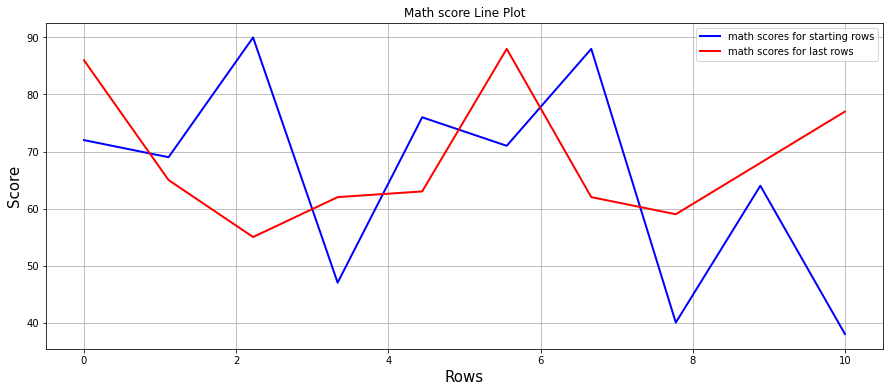 Math score Line Plot
math scores for starting rows
math scores for last rows
90
80
70
60
50
40
Score
0 2 4 6 8 10
Rows